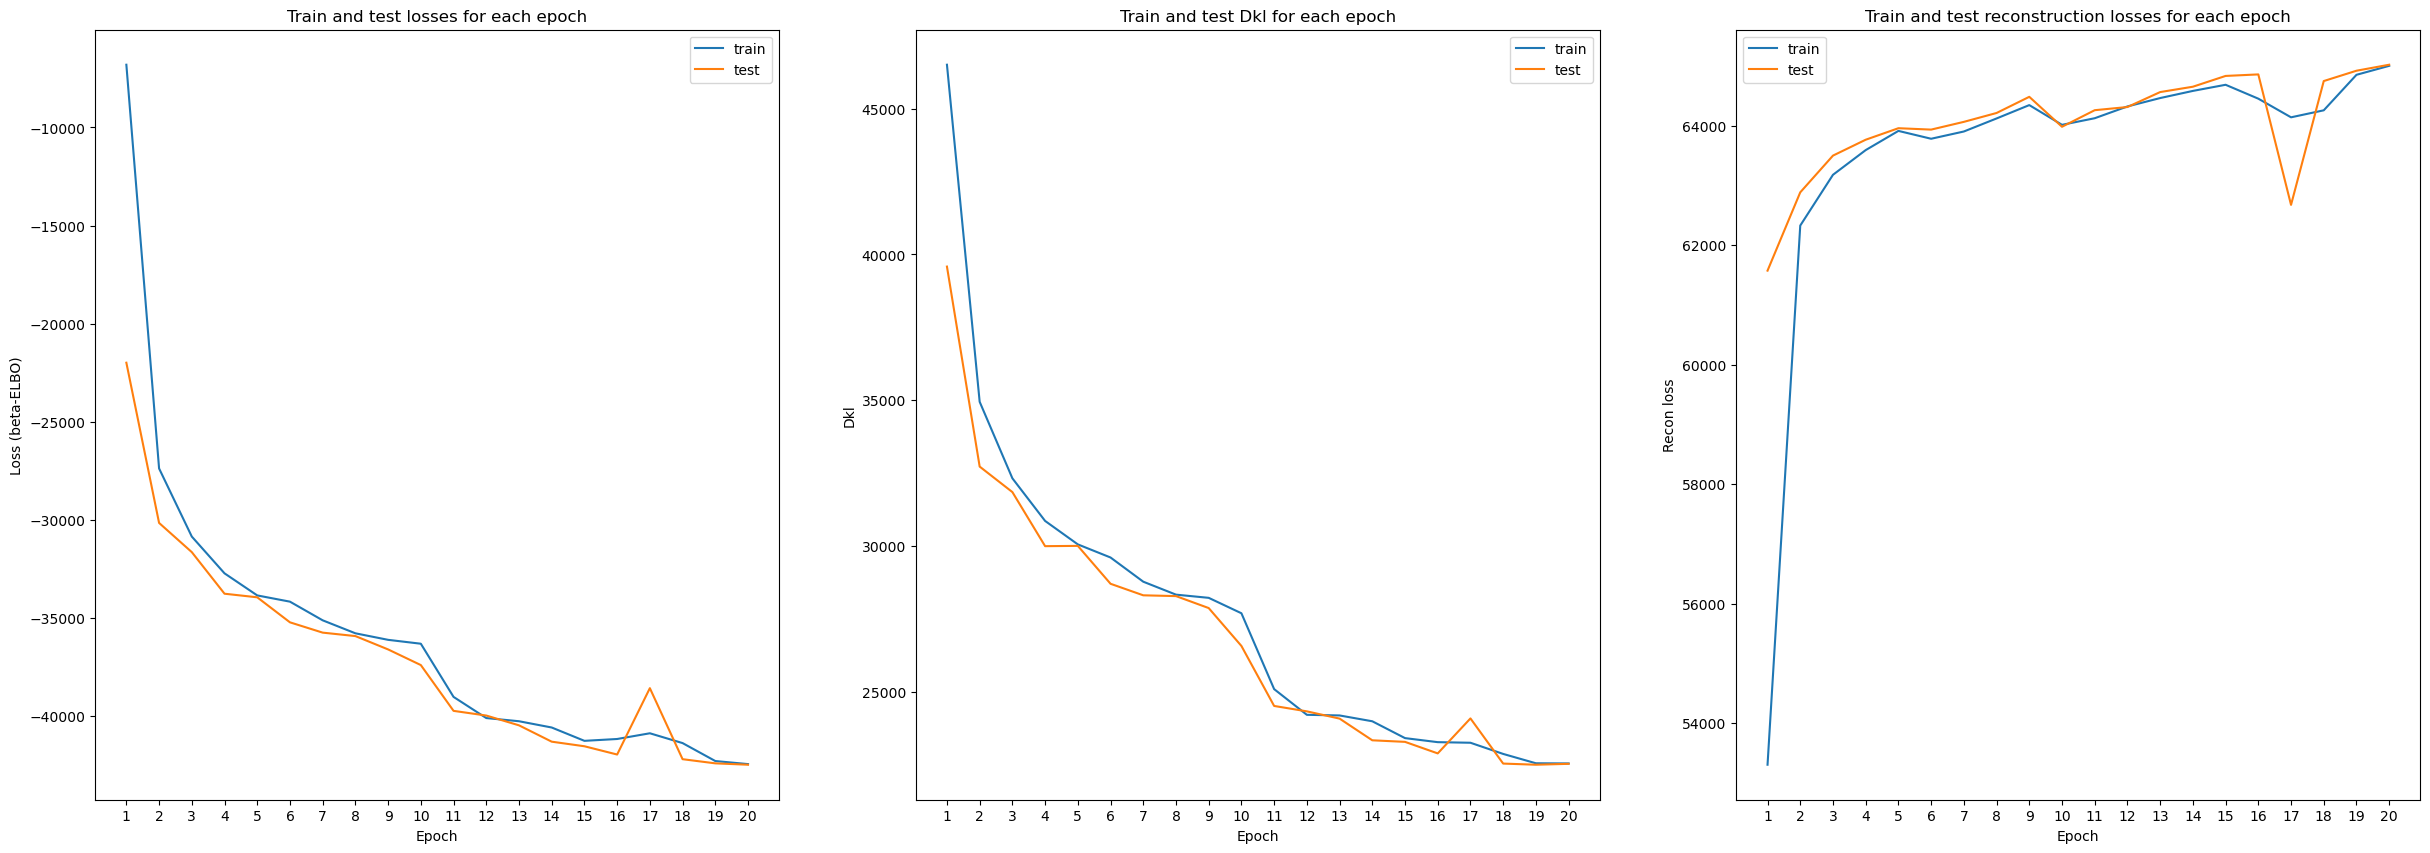 Train and test losses for each epoch
train
test
−10000
−15000
−20000
−25000
−30000
−35000
−40000
Loss (beta-ELBO)
1 2 3 4 5 6 7 8 9 10 11 12 13 14 15 16 17 18 19 20
Epoch
Train and test Dkl for each epoch
train
test
45000
40000
35000
30000
25000
Dkl
1 2 3 4 5 6 7 8 9 10 11 12 13 14 15 16 17 18 19 20
Epoch
Train and test reconstruction losses for each epoch
train
test
64000
62000
60000
58000
56000
54000
Recon loss
1 2 3 4 5 6 7 8 9 10 11 12 13 14 15 16 17 18 19 20
Epoch